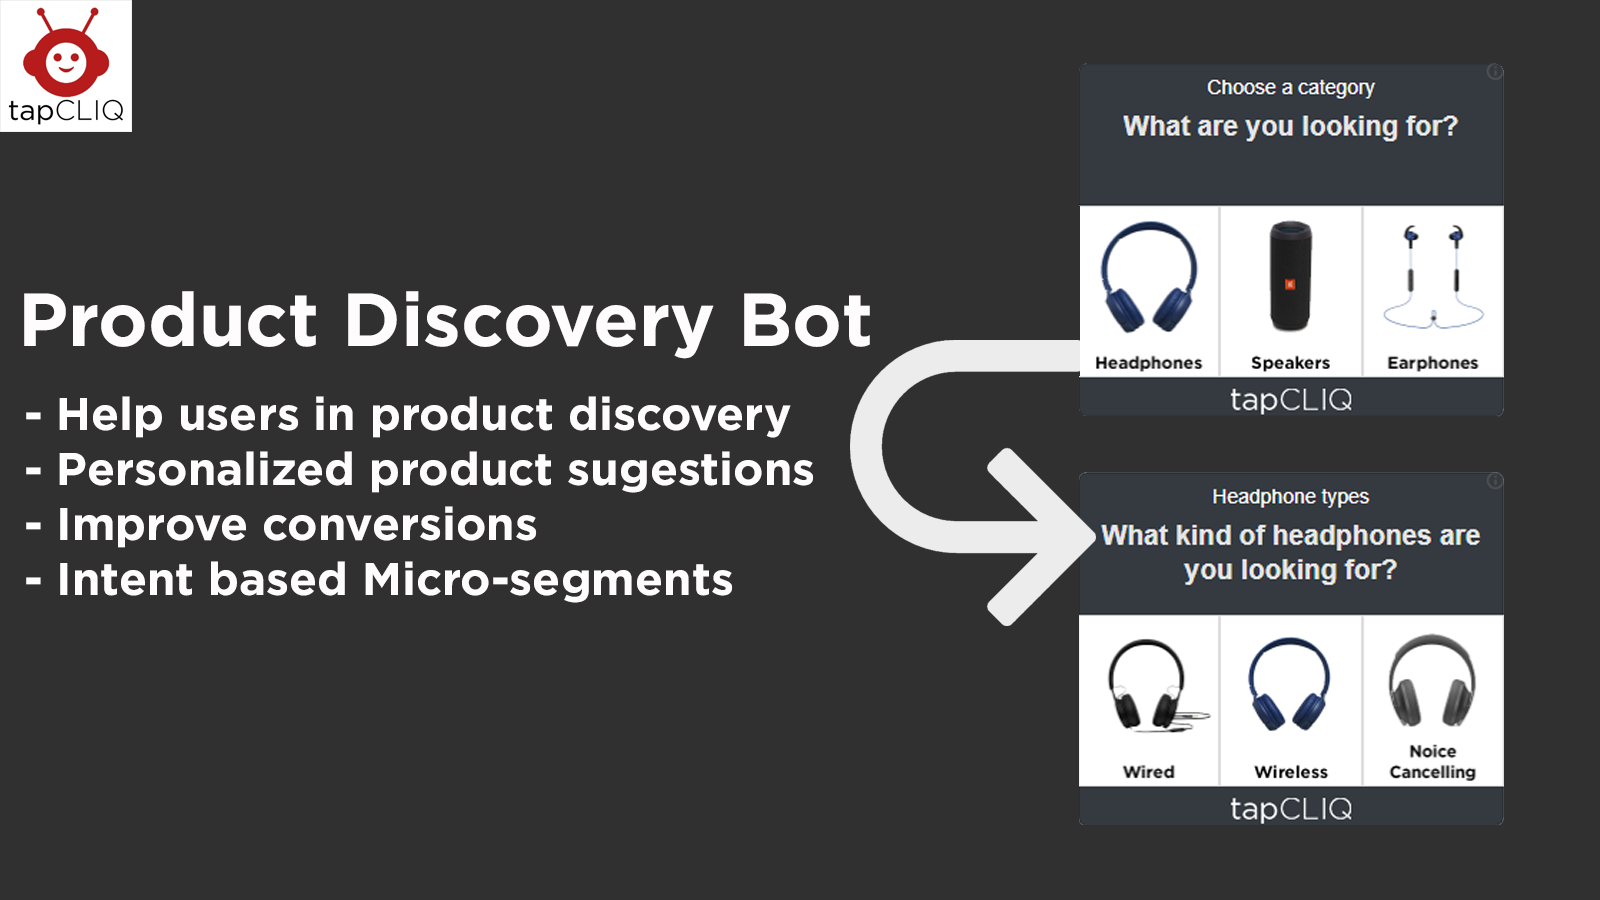 tapCLIQ
Product Discovery Bot
- Help users in product discovery
- Personalized product sugestions
- Improve conversions
- Intent based Micro-segments
Choose a category
What are you looking for?
Headphones
Speakers
Earphones
tapCLIQ
Headphone types
What kind of headphones are
you looking for?
Wired
Wireless
Noice
Cancelling
tapCLIQ